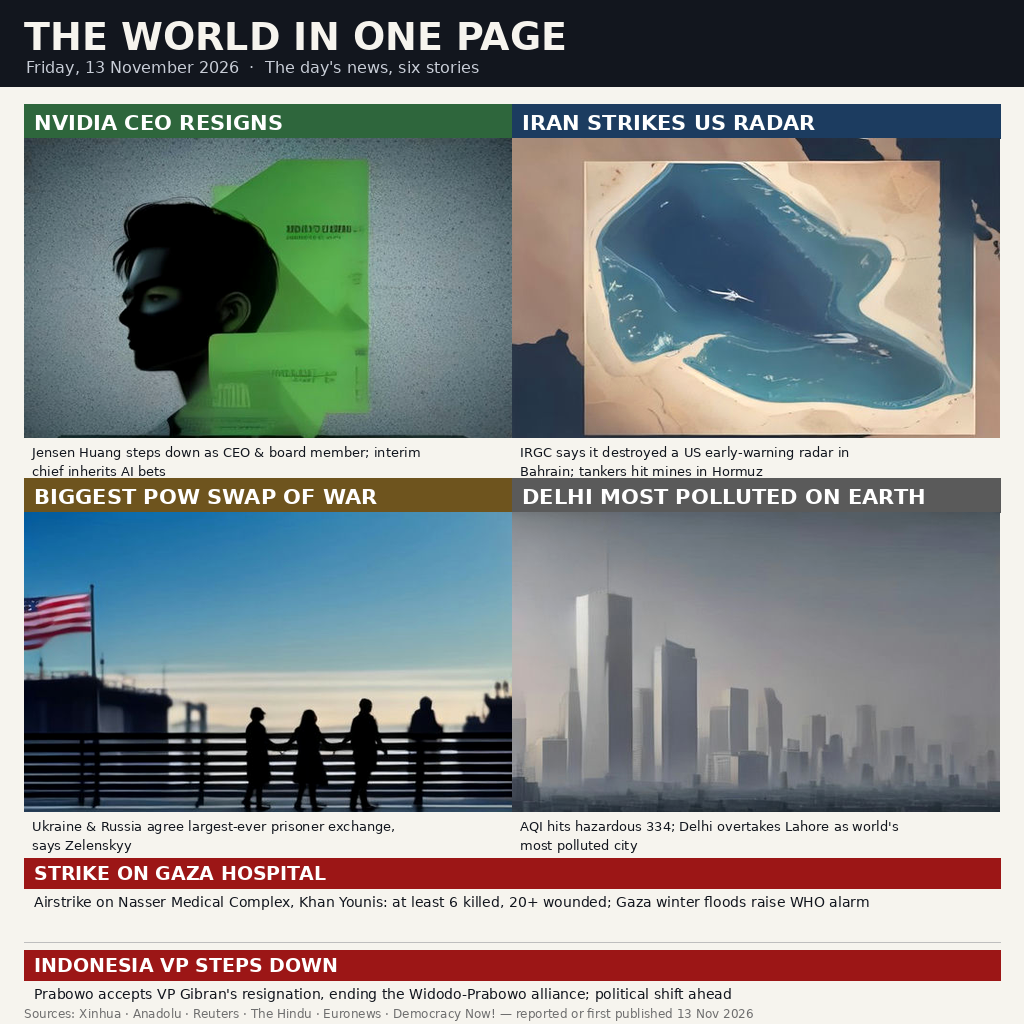 THE WORLD IN ONE PAGE
Friday, 13 November 2026 · The day's news, six stories
NVIDIA CEO RESIGNS
Jensen Huang steps down as CEO & board member; interim
chief inherits AI bets
IRAN STRIKES US RADAR
IRGC says it destroyed a US early-warning radar in
Bahrain; tankers hit mines in Hormuz
BIGGEST POW SWAP OF WAR
Ukraine & Russia agree largest-ever prisoner exchange,
says Zelenskyy
DELHI MOST POLLUTED ON EARTH
AQI hits hazardous 334; Delhi overtakes Lahore as world's
most polluted city
STRIKE ON GAZA HOSPITAL
Airstrike on Nasser Medical Complex, Khan Younis: at least 6 killed, 20+ wounded; Gaza winter floods raise WHO alarm
INDONESIA VP STEPS DOWN
Prabowo accepts VP Gibran's resignation, ending the Widodo-Prabowo alliance; political shift ahead
Sources: Xinhua · Anadolu · Reuters · The Hindu · Euronews · Democracy Now! — reported or first published 13 Nov 2026